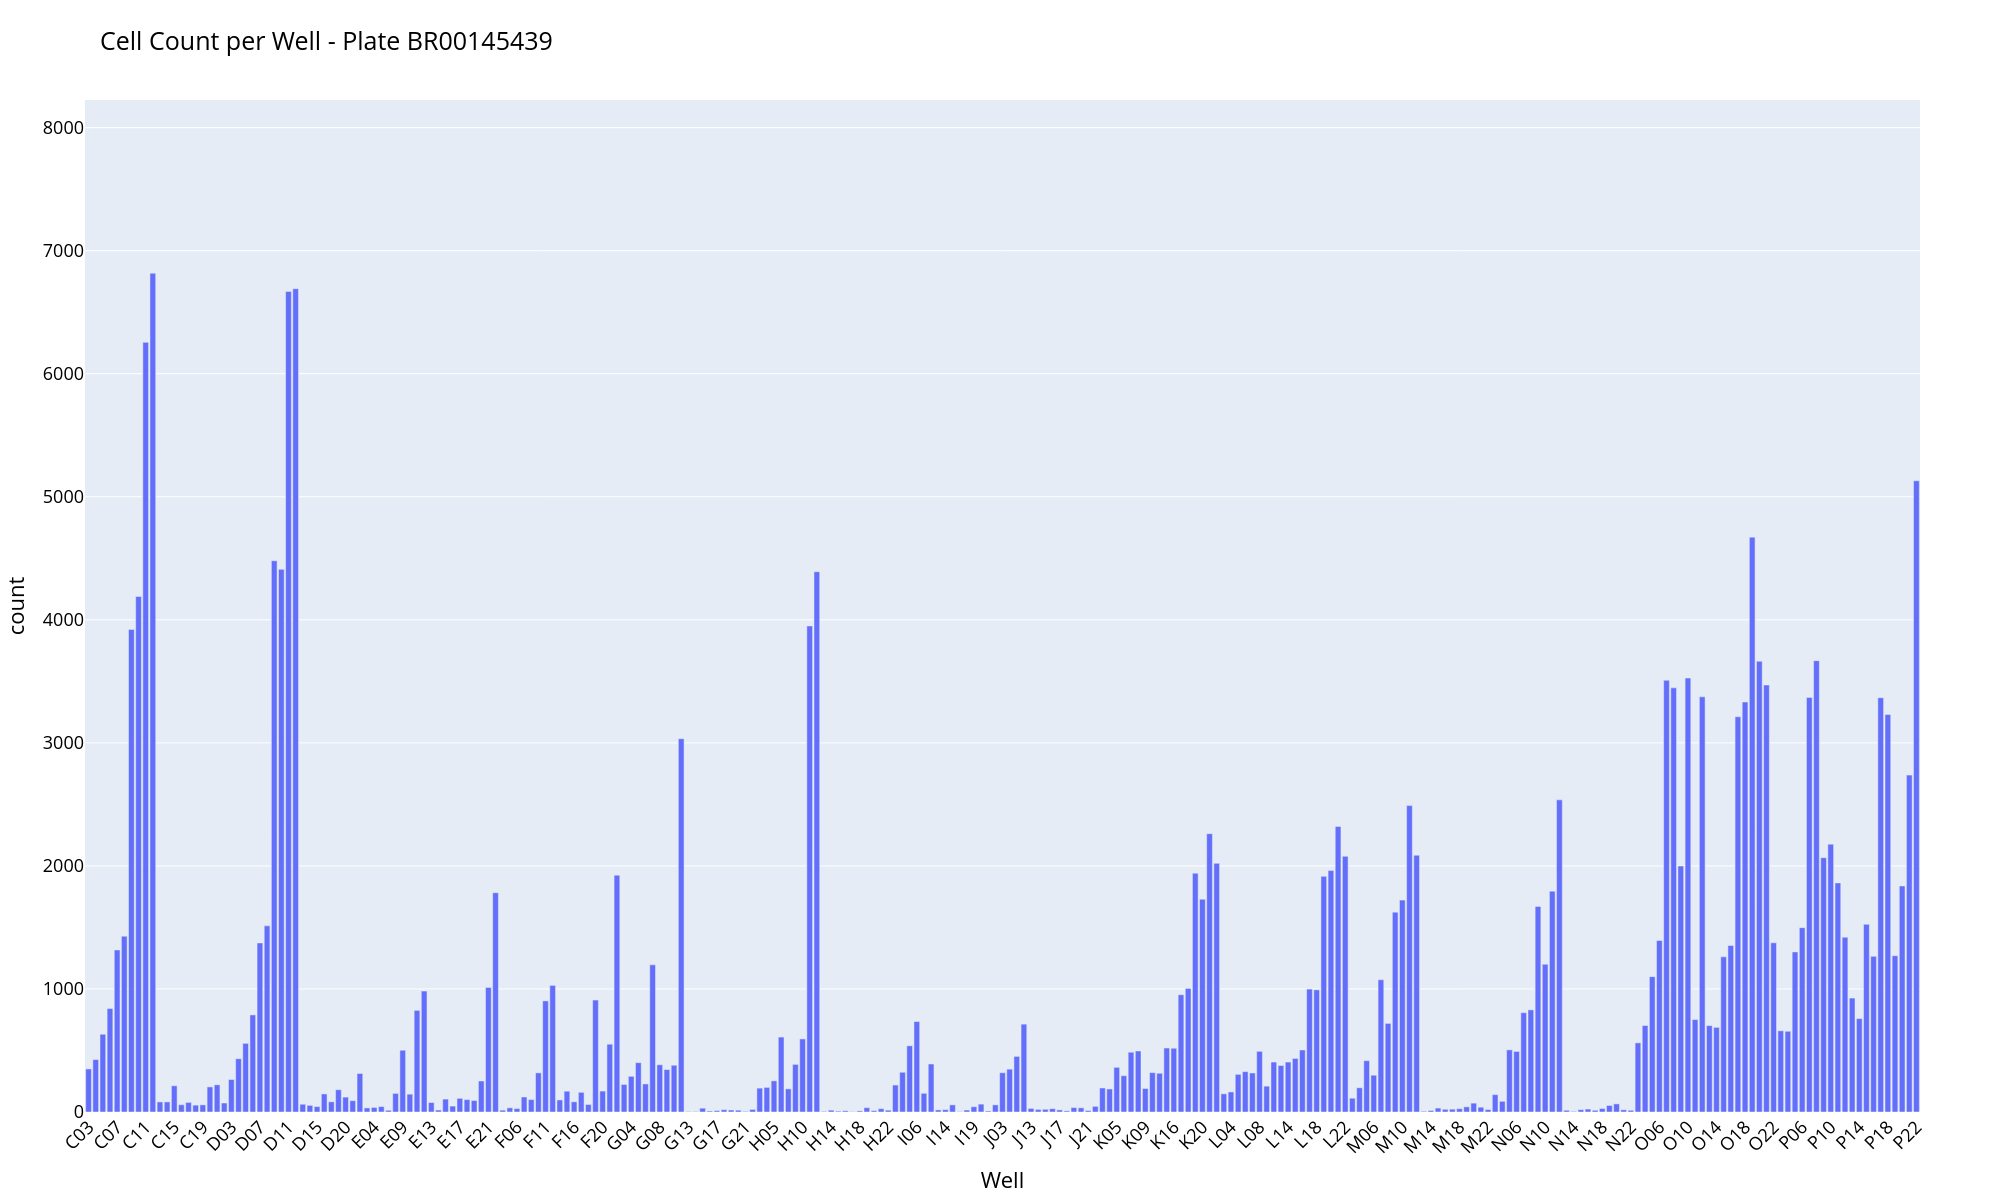 Cell Count per Well - Plate BR00145439
8000
7000
6000
5000
4000
3000
2000
1000
0
count
C03 C07 C11 C15 C19 D03 D07 D11 D15 D20 E04 E09 E13 E17 E21 F06 F11 F16 F20 G04 G08 G13 G17 G21 H05 H10 H14 H18 H22 I06 I14 I19 J03 J13 J17 J21 K05 K09 K16 K20 L04 L08 L14 L18 L22 M06 M10 M14 M18 M22 N06 N10 N14 N18 N22 O06 O10 O14 O18 O22 P06 P10 P14 P18 P22
Well